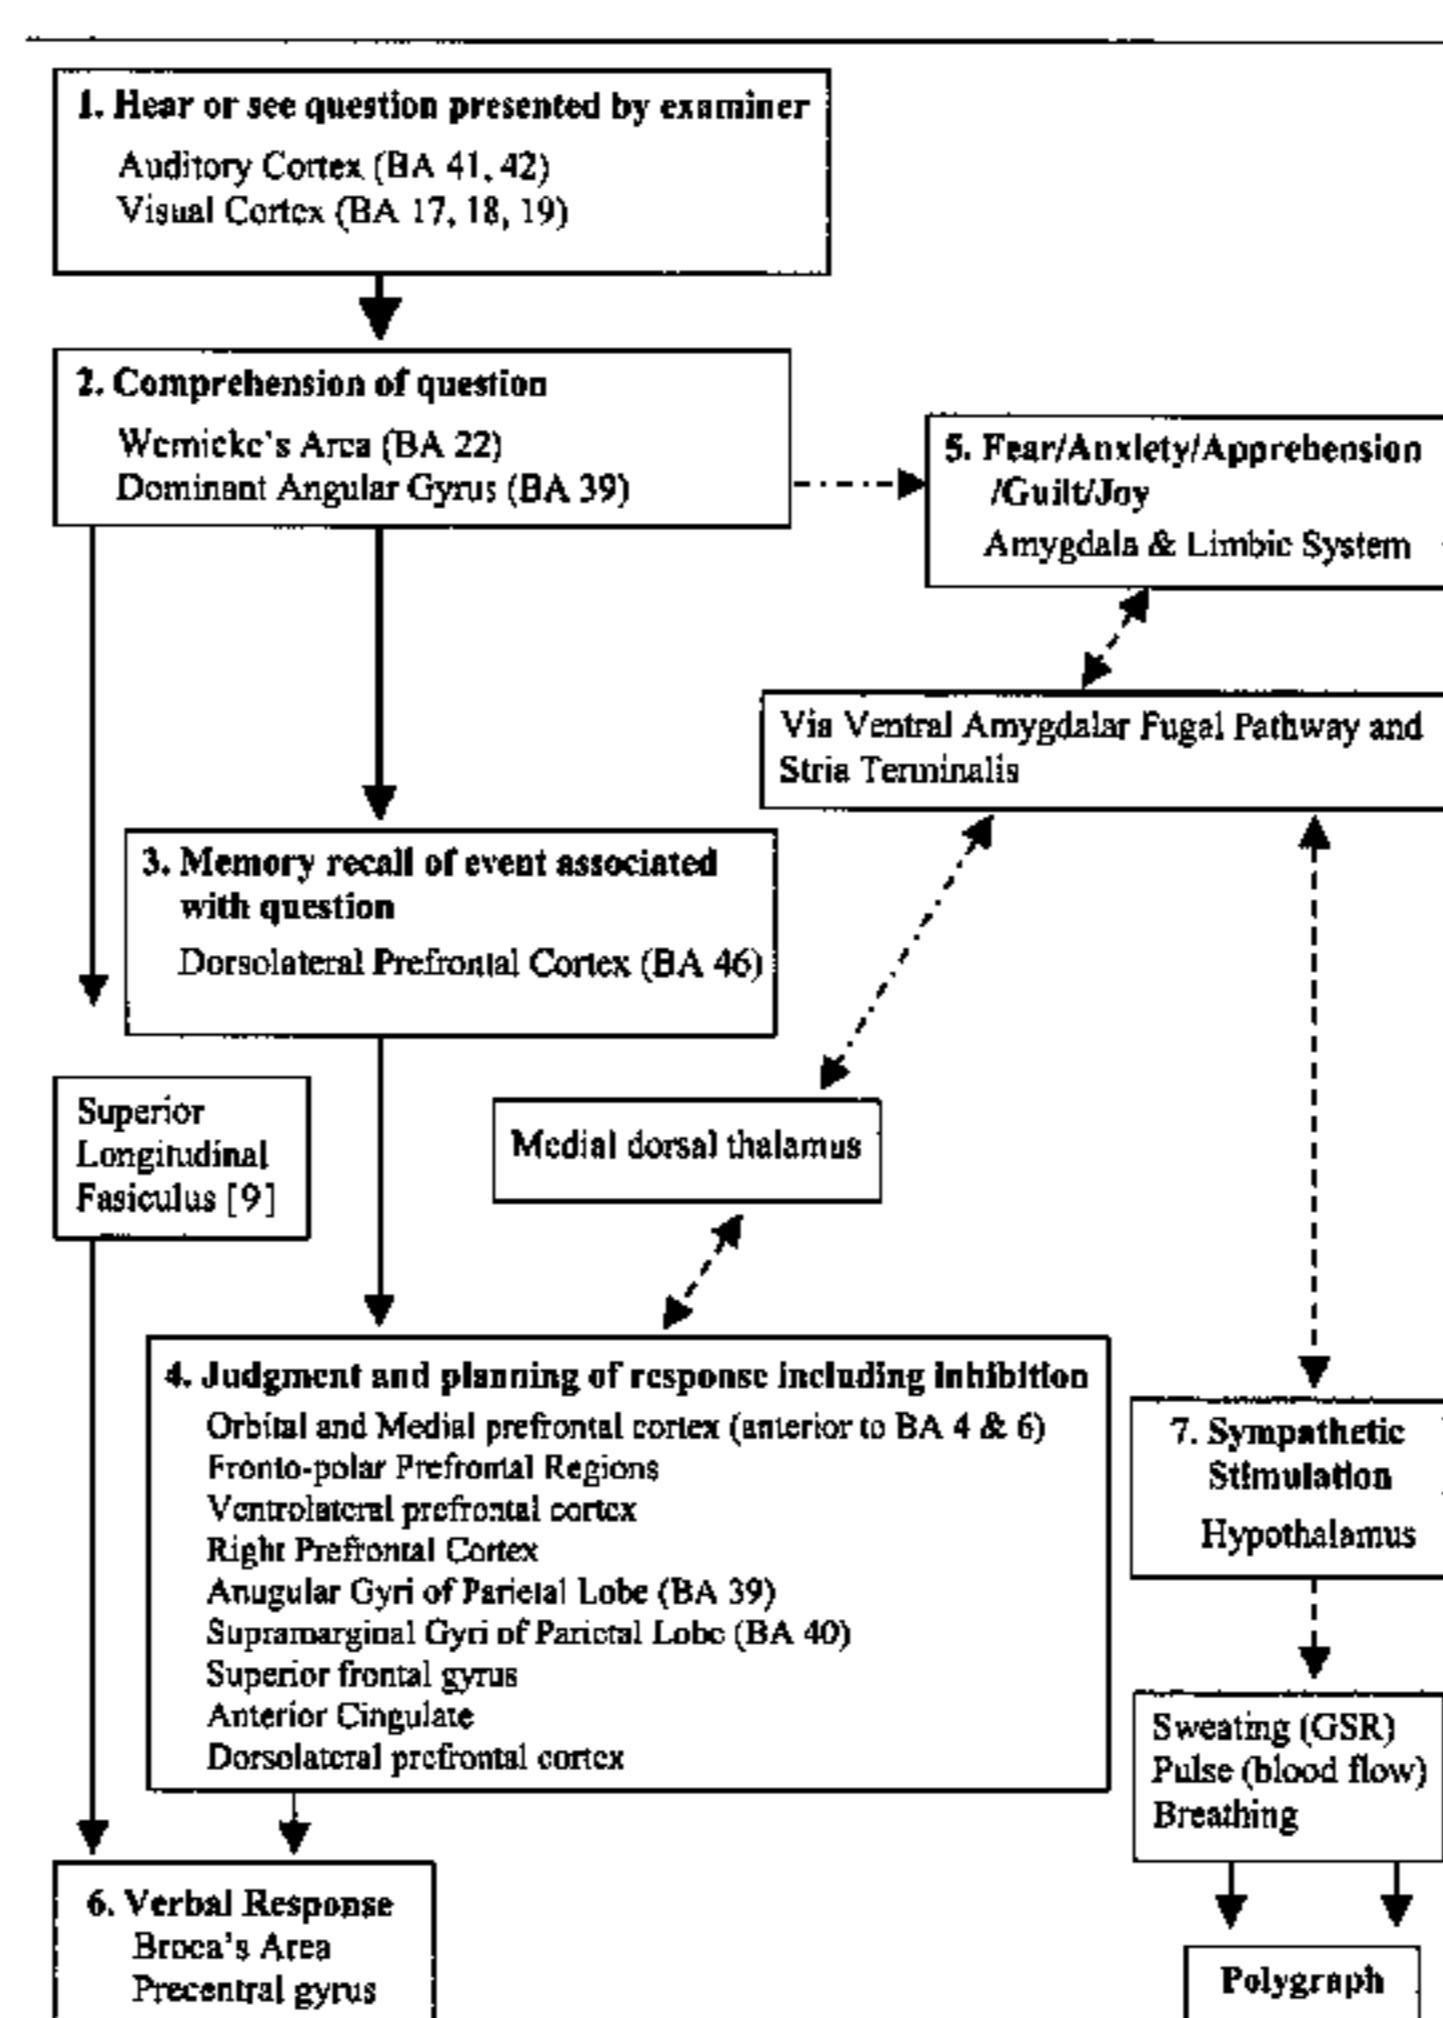 1. Hear or see question presented by examiner
Auditory Cortex (BA 41, 42)
Visual Cortex (BA 17, 18, 19)
2. Comprehension of question
Wernicke's Area (BA 22)
Dominant Angular Gyrus (BA 39)
5. Fear/Anxiety/Apprehension
/Guilt/Joy
Amygdala & Limbic System
Via Ventral Amygdalar Fugal Pathway and
Stria Terminalis
3. Memory recall of event associated
with question
Dorsolateral Prefrontal Cortex (BA 46)
Superior
Longitudinal
Fasiculus [9]
Medial dorsal thalamus
4. Judgment and planning of response including inhibition
Orbital and Medial prefrontal cortex (anterior to BA 4 & 6)
Fronto-polar Prefrontal Regions
Ventrolateral prefrontal cortex
Right Prefrontal Cortex
Anugular Gyri of Parietal Lobe (BA 39)
Supramarginal Gyri of Parietal Lobe (BA 40)
Superior frontal gyrus
Anterior Cingulate
Dorsolateral prefrontal cortex
7. Sympathetic
Stimulation
Hypothalamus
Sweating (GSR)
Pulse (blood flow)
Breathing
6. Verbal Response
Broca's Area
Precentral gyrus
Polygraph